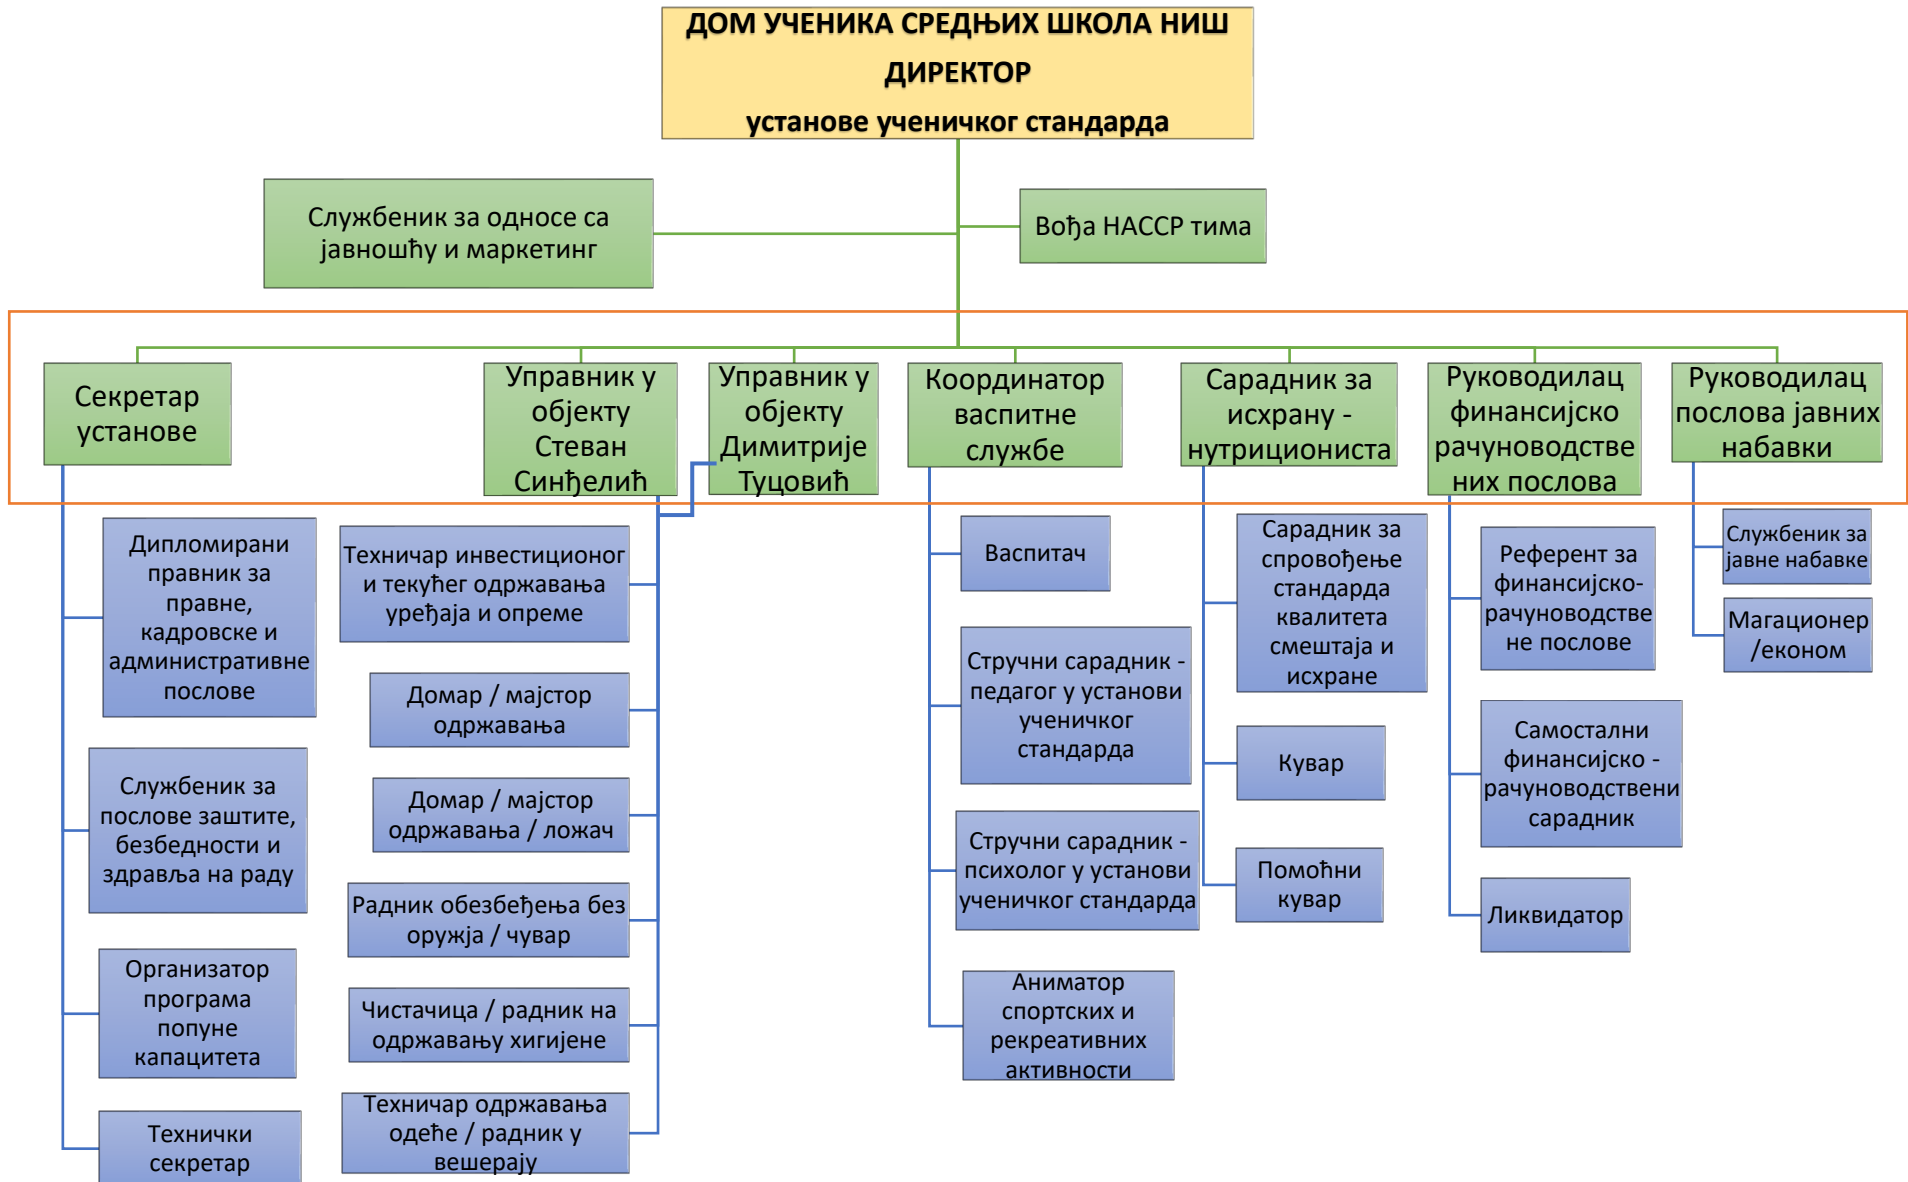 ДОМ УЧЕНИКА СРЕДЊИХ ШКОЛА НИШ
ДИРЕКТОР
установе ученичког стандарда
Службеник за односе са
јавношћу и маркетинг
Вођа НАССР тима
Секретар
установе
Управник у
објекту
Стеван
Синђелић
Управник у
објекту
Димитрије
Туцовић
Координатор
васпитне
службе
Сарадник за
исхрану -
нутрициониста
Руководилац
финансијско
рачуноводстве
них послова
Руководилац
послова јавних
набавки
Дипломирани
правник за
правне,
кадровске и
административне
послове
Службеник за
послове заштите,
безбедности и
здравља на раду
Организатор
програма
попуне
капацитета
Технички
секретар
Техничар инвестиционог
и текућег одржавања
уређаја и опреме
Домар / мајстор
одржавања
Домар / мајстор
одржавања / ложач
Радник обезбеђења без
оружја / чувар
Чистачица / радник на
одржавању хигијене
Техничар одржавања
одеће / радник у
вешерају
Васпитач
Стручни сарадник -
педагог у установи
ученичког
стандарда
Стручни сарадник -
психолог у установи
ученичког стандарда
Аниматор
спортских и
рекреативних
активности
Сарадник за
спровођење
стандарда
квалитета
смештаја и
исхране
Кувар
Помоћни
кувар
Референт за
финансијско-
рачуноводстве
не послове
Самостални
финансијско -
рачуноводствени
сарадник
Ликвидатор
Службеник за
јавне набавке
Магационер
/економ